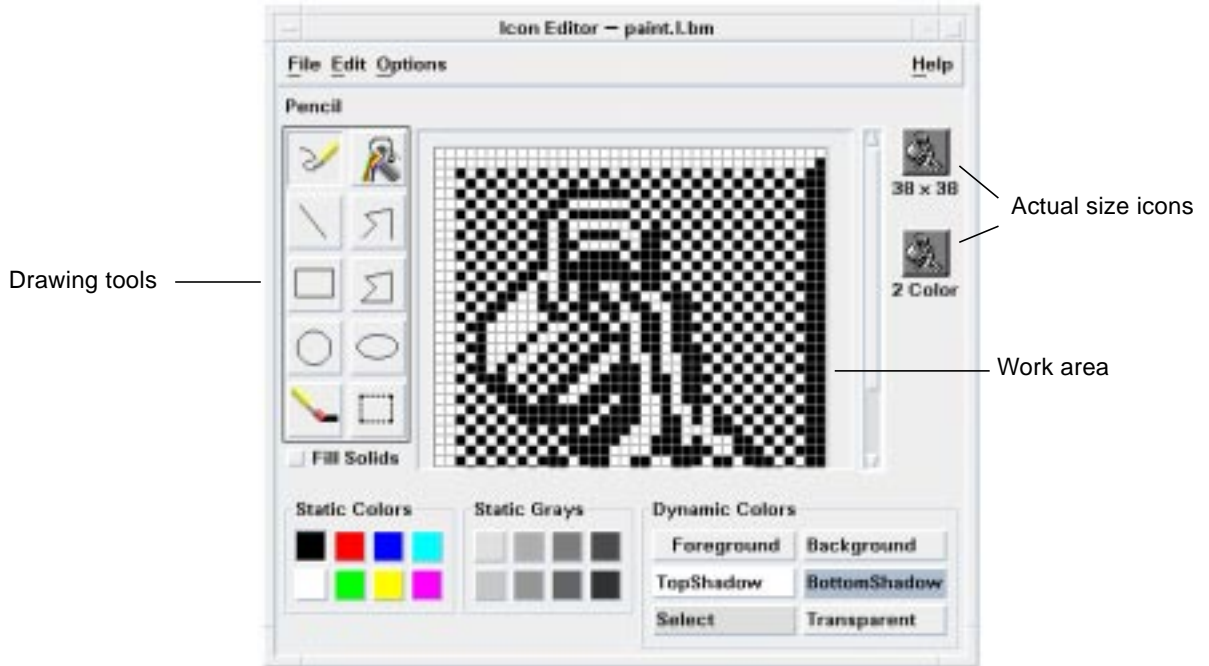 Icon Editor – paint.l.bm
File Edit Options Help
Pencil
38 x 38
Actual size icons
Drawing tools
2 Color
Work area
Fill Solids
Static Colors Static Grays Dynamic Colors
Foreground Background
TopShadow BottomShadow
Select Transparent